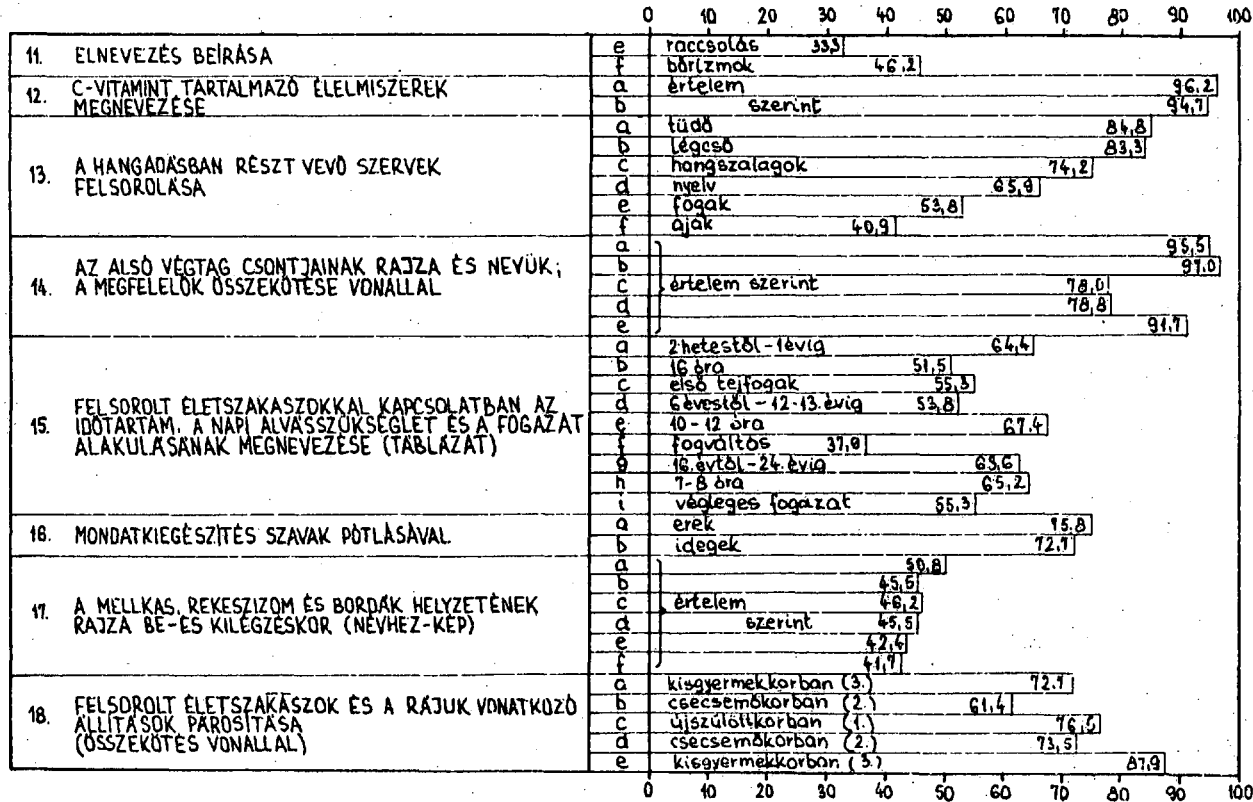 0 10 20 30 40 50 60 70 80 90 100
11. ELNEVEZÉS BEÍRÁSA
e raccsolás 33,3
f bőrizmok 46,2
12. C-VITAMINT TARTALMAZÓ ÉLELMISZEREK
MEGNEVEZÉSE
a értelem 96,2
b szerint 94,7
13. A HANGADÁSBAN RÉSZT VEVŐ SZERVEK
FELSOROLÁSA
a tüdő 84,8
b légcső 83,3
c hangszalagok 74,2
d nyelv 65,9
e fogak 53,8
f ajak 40,9
14. AZ ALSÓ VÉGTAG CSONTJAINAK RAJZA ÉS NEVÜK;
A MEGFELELŐK ÖSSZEKÖTÉSE VONALLAL
a 95,5
b 97.0
c értelem szerint 78,0
d 78,8
e 91,7
15. FELSOROLT ÉLETSZAKASZOKKAL KAPCSOLATBAN AZ
IDŐTARTAM, A NAPI ALVÁSSZÜKSÉGLET ÉS A FOGAZAT
ALAKULÁSÁNAK MEGNEVEZÉSE (TÁBLÁZAT)
a 2 hetestől - 1 évig 64,4
b 16 óra 51,5
c első tejfogak 55,3
d 6 évestől - 12-13. évig 53,8
e 10 - 12 óra 67.4
f fogváltás 37,9
g 16. évtől - 24. évig 63,6
h 7-8 óra 65,2
i végleges fogazat 55,3
16. MONDATKIEGÉSZÍTÉS SZAVAK PÓTLÁSÁVAL
a erek 75.8
b idegek 72.7
17. A MELLKAS, REKESZIZOM ÉS BORDÁK HELYZETÉNEK
RAJZA BE-ÉS KILÉGZÉSKOR (NÉVHEZ-KÉP)
a 50,8
b 45,5
c értelem 46,2
d szerint 45,5
e 42,4
f 41,7
18. FELSOROLT ÉLETSZAKASZOK ÉS A RÁJUK VONATKOZÓ
ÁLLÍTÁSOK PÁROSÍTÁSA
(ÖSSZEKÖTÉS VONALLAL)
a kisgyermekkorban (3.) 72.7
b csecsemőkorban (2.) 61,4
c újszülöttkorban (1.) 76,5
d csecsemőkorban (2.) 73,5
e kisgyermekkorban (3.) 87,9
0 10 20 30 40 50 60 70 80 90 100